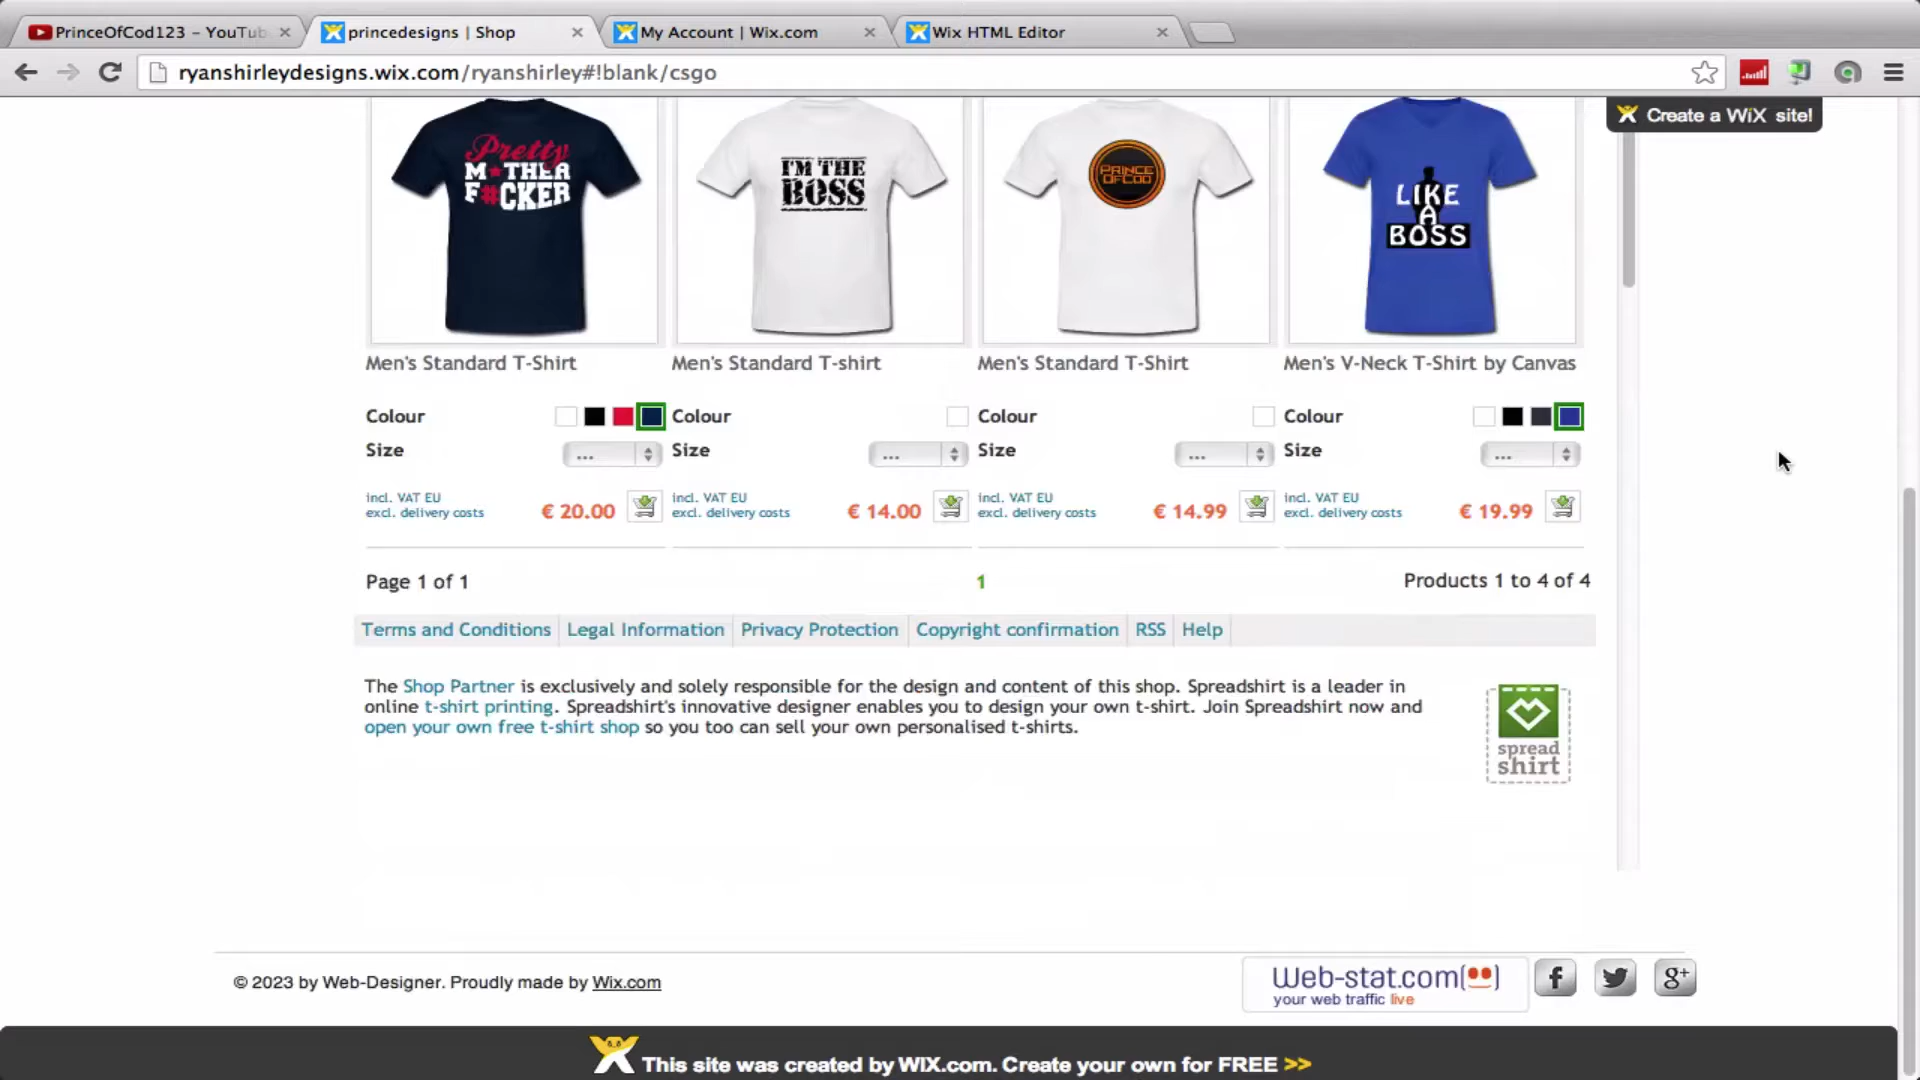 PrinceOfCod123 – YouTub
princedesigns | Shop
My Account | Wix.com
Wix HTML Editor
ryanshirleydesigns.wix.com/ryanshirley#!blank/csgo
Create a WiX site!
Pretty
M★THER
F#CKER
I'M THE
BOSS
PRINCE
OFCOD
LIKE
A
BOSS
Men's Standard T-Shirt
Men's Standard T-shirt
Men's Standard T-Shirt
Men's V-Neck T-Shirt by Canvas
Colour
Colour
Colour
Colour
Size ...
Size ...
Size ...
Size ...
incl. VAT EU
excl. delivery costs
€ 20.00
incl. VAT EU
excl. delivery costs
€ 14.00
incl. VAT EU
excl. delivery costs
€ 14.99
incl. VAT EU
excl. delivery costs
€ 19.99
Page 1 of 1
1
Products 1 to 4 of 4
Terms and Conditions Legal Information Privacy Protection Copyright confirmation RSS Help
The Shop Partner is exclusively and solely responsible for the design and content of this shop. Spreadshirt is a leader in
online t-shirt printing. Spreadshirt's innovative designer enables you to design your own t-shirt. Join Spreadshirt now and
open your own free t-shirt shop so you too can sell your own personalised t-shirts.
spread
shirt
© 2023 by Web-Designer. Proudly made by Wix.com
Web-stat.com
your web traffic live
f
g+
This site was created by WIX.com. Create your own for FREE >>